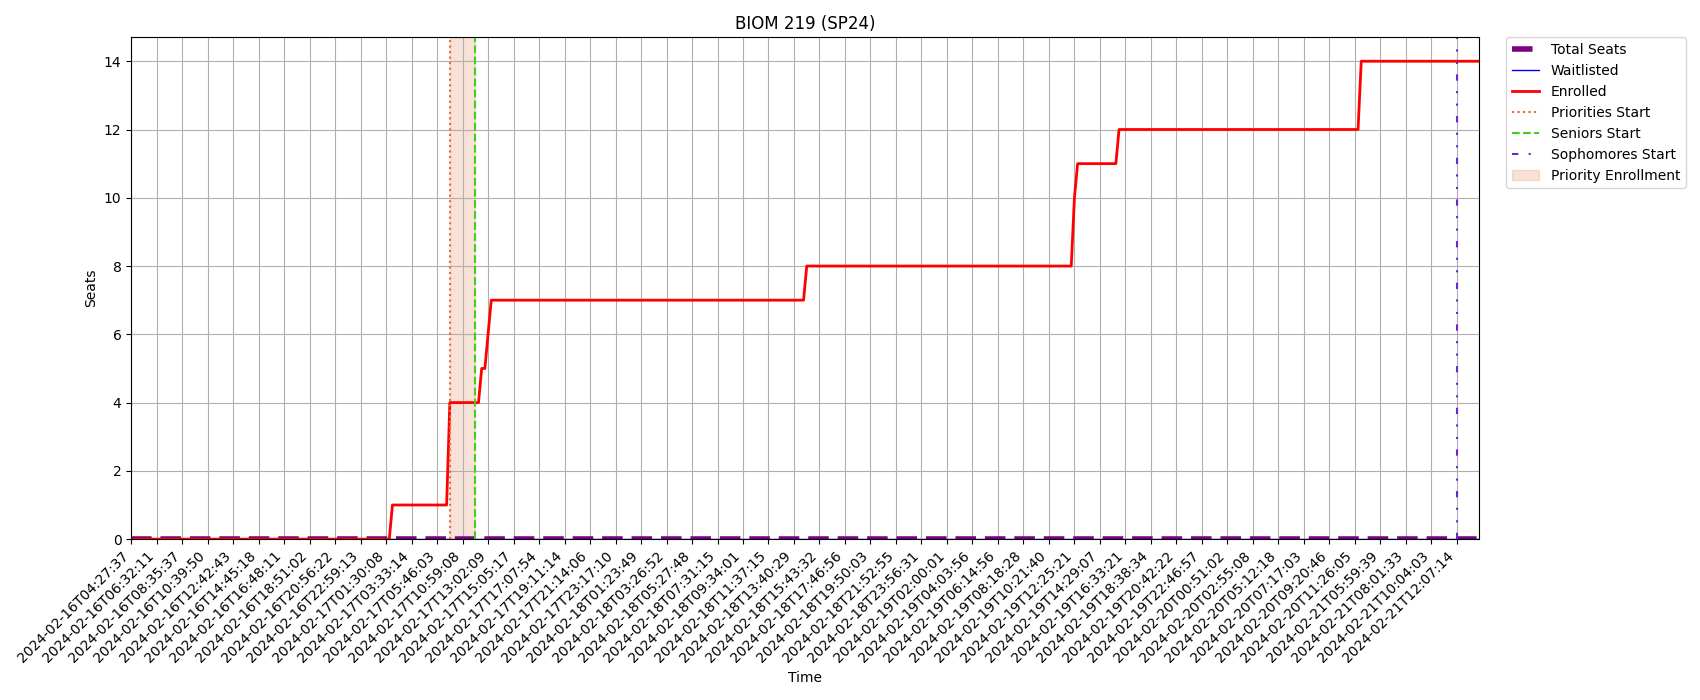 BIOM 219 (SP24)
Total Seats
Waitlisted
Enrolled
Priorities Start
Seniors Start
Sophomores Start
Priority Enrollment
14
12
10
8
6
4
2
0
Seats
2024-02-16T04:27:37
2024-02-16T06:32:11
2024-02-16T08:35:37
2024-02-16T10:39:50
2024-02-16T12:42:43
2024-02-16T14:45:18
2024-02-16T16:48:11
2024-02-16T18:51:02
2024-02-16T20:56:22
2024-02-16T22:59:13
2024-02-17T01:30:08
2024-02-17T03:33:14
2024-02-17T05:46:03
2024-02-17T10:59:08
2024-02-17T13:02:09
2024-02-17T15:05:17
2024-02-17T17:07:54
2024-02-17T19:11:14
2024-02-17T21:14:06
2024-02-17T23:17:10
2024-02-18T01:23:49
2024-02-18T03:26:52
2024-02-18T05:27:48
2024-02-18T07:31:15
2024-02-18T09:34:01
2024-02-18T11:37:15
2024-02-18T13:40:29
2024-02-18T15:43:32
2024-02-18T17:46:56
2024-02-18T19:50:03
2024-02-18T21:52:55
2024-02-18T23:56:31
2024-02-19T02:00:01
2024-02-19T04:03:56
2024-02-19T06:14:56
2024-02-19T08:18:28
2024-02-19T10:21:40
2024-02-19T12:25:21
2024-02-19T14:29:07
2024-02-19T16:33:21
2024-02-19T18:38:34
2024-02-19T20:42:22
2024-02-19T22:46:57
2024-02-20T00:51:02
2024-02-20T02:55:08
2024-02-20T05:12:18
2024-02-20T07:17:03
2024-02-20T09:20:46
2024-02-20T11:26:05
2024-02-21T05:59:39
2024-02-21T08:01:33
2024-02-21T10:04:03
2024-02-21T12:07:14
Time